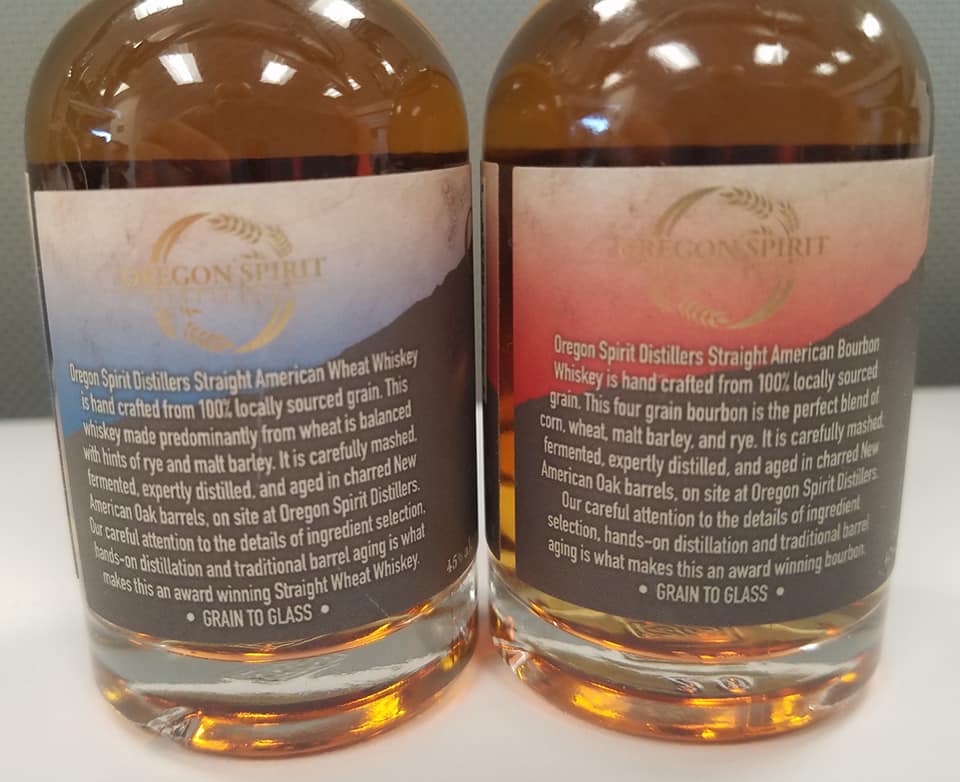 OREGON SPIRIT
Oregon Spirit Distillers Straight American Wheat Whiskey
is hand crafted from 100% locally sourced grain. This
whiskey made predominantly from wheat is balanced
with hints of rye and malt barley. It is carefully mashed,
fermented, expertly distilled, and aged in charred New
American Oak barrels, on site at Oregon Spirit Distillers.
Our careful attention to the details of ingredient selection,
hands-on distillation and traditional barrel aging is what
makes this an award winning Straight Wheat Whiskey.
• GRAIN TO GLASS •
45%
OREGON SPIRIT
Oregon Spirit Distillers Straight American Bourbon
Whiskey is hand crafted from 100% locally sourced
grain. This four grain bourbon is the perfect blend of
corn, wheat, malt barley, and rye. It is carefully mashed,
fermented, expertly distilled, and aged in charred New
American Oak barrels, on site at Oregon Spirit Distillers.
Our careful attention to the details of ingredient
selection, hands-on distillation and traditional barrel
aging is what makes this an award winning bourbon.
• GRAIN TO GLASS •